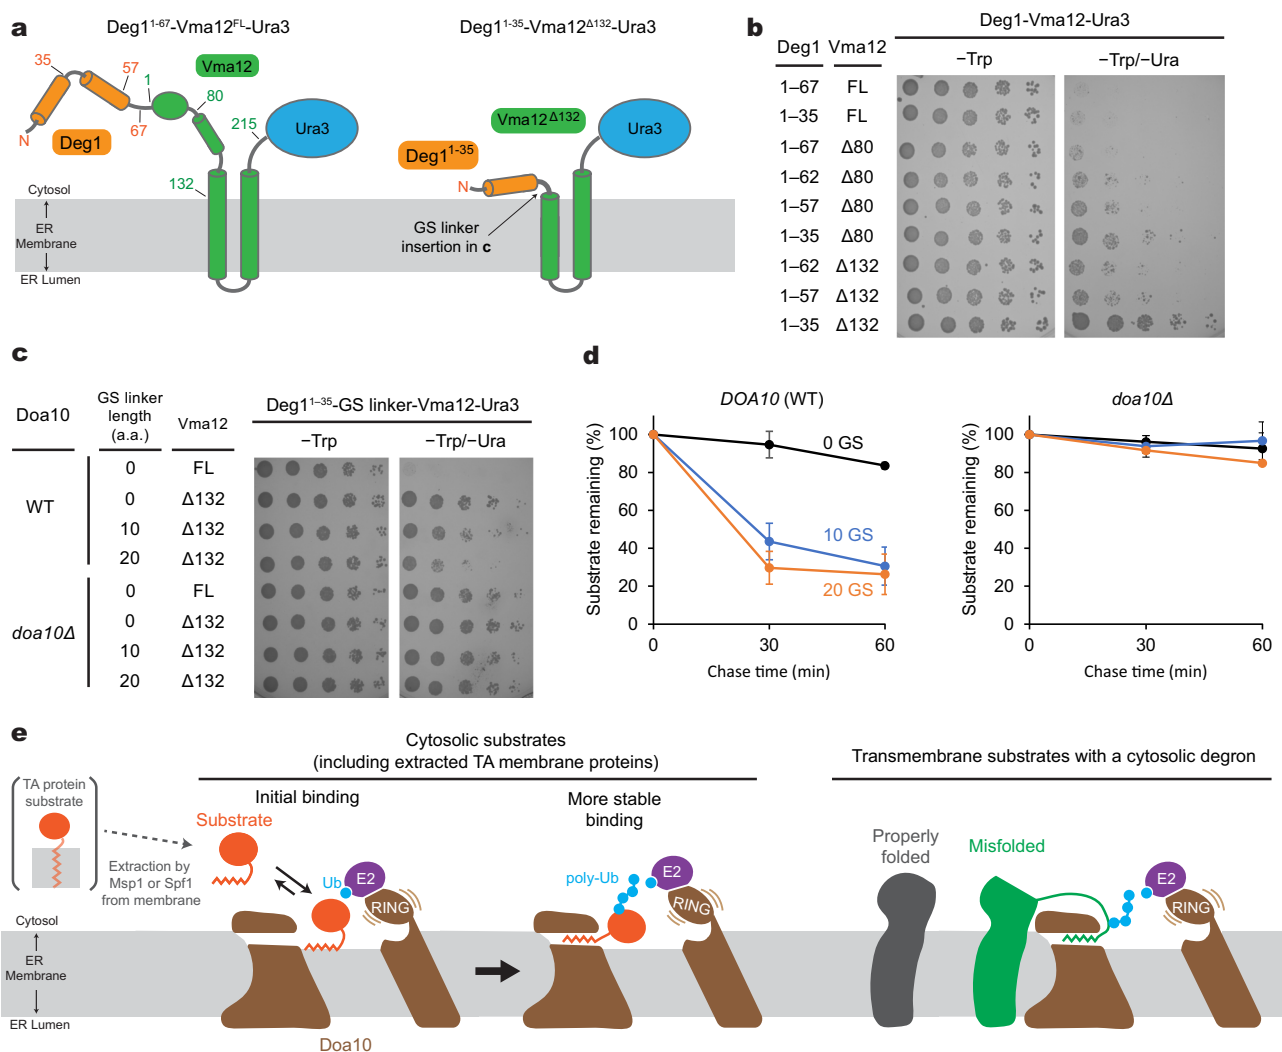 a
Deg1¹⁻⁶⁷-Vma12ᶠᴸ-Ura3
Deg1¹⁻³⁵-Vma12^Δ132-Ura3
35
57
1
Vma12
80
67
N
Deg1
215
Ura3
132
Cytosol
ER
Membrane
ER Lumen
Vma12^Δ132
Ura3
Deg1¹⁻³⁵
N
GS linker
insertion in c
b
Deg1-Vma12-Ura3
Deg1 Vma12
−Trp
−Trp/−Ura
1–67 FL
1–35 FL
1–67 Δ80
1–62 Δ80
1–57 Δ80
1–35 Δ80
1–62 Δ132
1–57 Δ132
1–35 Δ132
c
Doa10
GS linker
length
(a.a.)
Vma12
Deg1¹⁻³⁵-GS linker-Vma12-Ura3
−Trp
−Trp/−Ura
WT
0 FL
0 Δ132
10 Δ132
20 Δ132
doa10Δ
0 FL
0 Δ132
10 Δ132
20 Δ132
d
DOA10 (WT)
Substrate remaining (%)
100
80
60
40
20
0
0 GS
10 GS
20 GS
0 30 60
Chase time (min)
doa10Δ
Substrate remaining (%)
100
80
60
40
20
0
0 30 60
Chase time (min)
e
Cytosolic substrates
(including extracted TA membrane proteins)
Transmembrane substrates with a cytosolic degron
TA protein
substrate
Extraction by
Msp1 or Spf1
from membrane
Initial binding
Substrate
Ub
E2
RING
More stable
binding
poly-Ub
E2
RING
Properly
folded
Misfolded
E2
RING
Cytosol
ER
Membrane
ER Lumen
Doa10